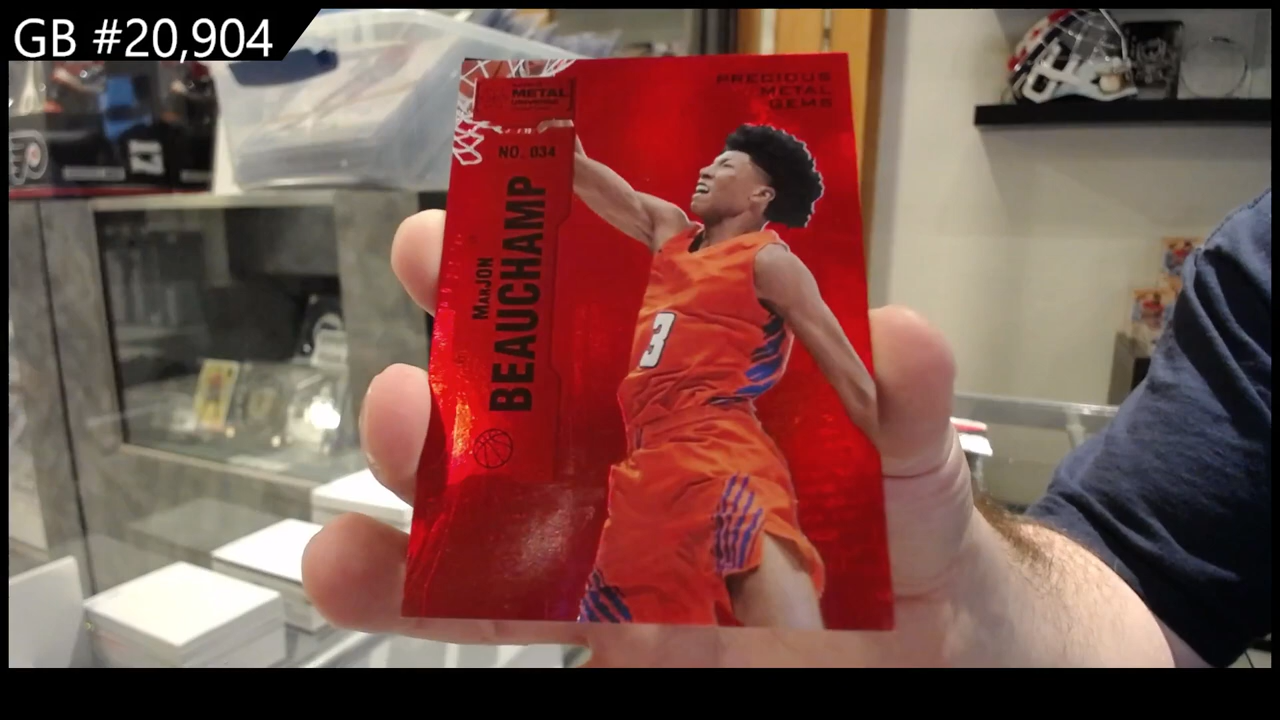 GB #20,904
METAL
UNIVERSE
PRECIOUS
METAL
GEMS
NO. 034
MARJON
BEAUCHAMP
3